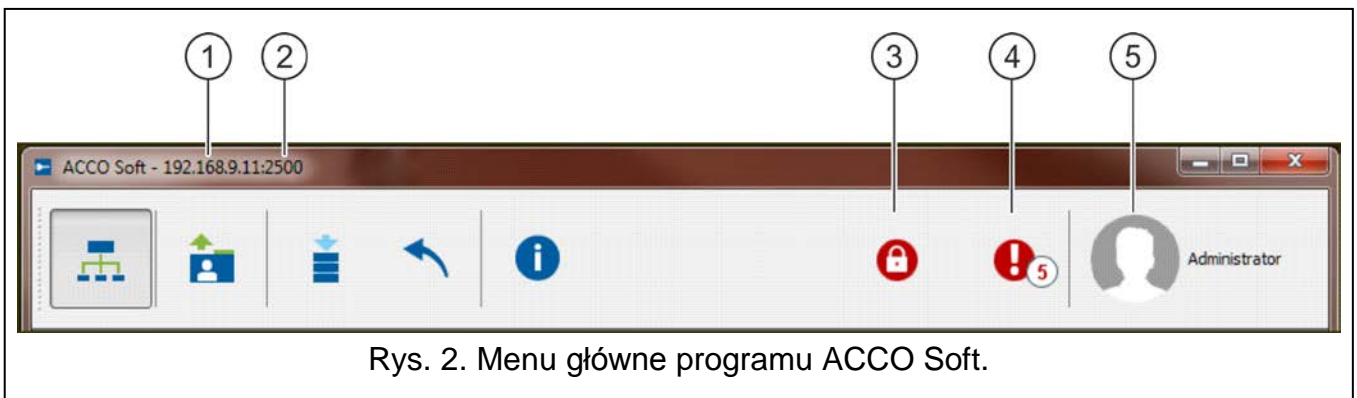 1 2 3 4 5
ACCO Soft - 192.168.9.11:2500
5
Administrator
Rys. 2. Menu główne programu ACCO Soft.